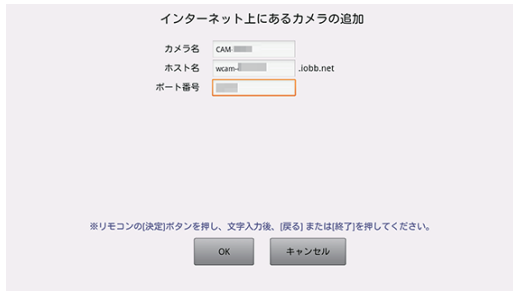 インターネット上にあるカメラの追加
カメラ名 CAM-
ホスト名 wcam- .iobb.net
ポート番号
※リモコンの[決定]ボタンを押し、文字入力後、[戻る] または[終了]を押してください。
OK キャンセル